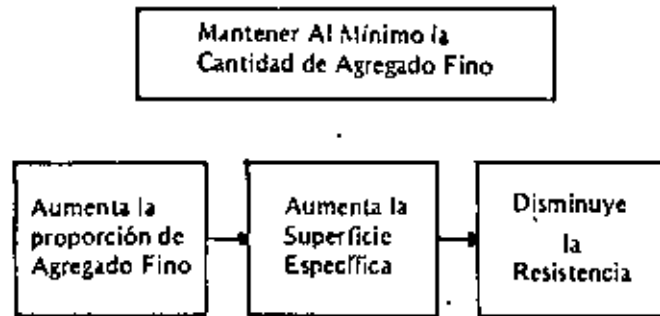 Mantener Al Mínimo la
Cantidad de Agregado Fino
Aumenta la
proporción de
Agregado Fino
Aumenta la
Superficie
Específica
Disminuye
la
Resistencia